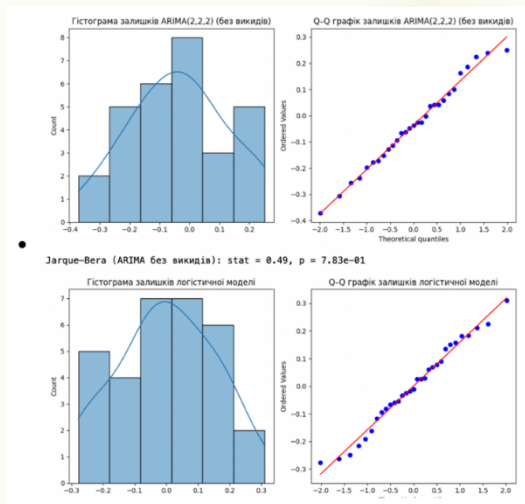 Гістограма залишків ARIMA(2,2,2) (без викидів)
Q-Q графік залишків ARIMA(2,2,2) (без викидів)
Count
8
7
6
5
4
3
2
1
0
-0.4 -0.3 -0.2 -0.1 0.0 0.1 0.2
Ordered Values
0.3
0.2
0.1
0.0
-0.1
-0.2
-0.3
-0.4
-2.0 -1.5 -1.0 -0.5 0.0 0.5 1.0 1.5 2.0
Theoretical quantiles
Jarque-Bera (ARIMA без викидів): stat = 0.49, p = 7.83e-01
Гістограма залишків логістичної моделі
Q-Q графік залишків логістичної моделі
Count
7
6
5
4
3
2
1
0
-0.3 -0.2 -0.1 0.0 0.1 0.2 0.3
Ordered Values
0.3
0.2
0.1
0.0
-0.1
-0.2
-0.3
-2.0 -1.5 -1.0 -0.5 0.0 0.5 1.0 1.5 2.0